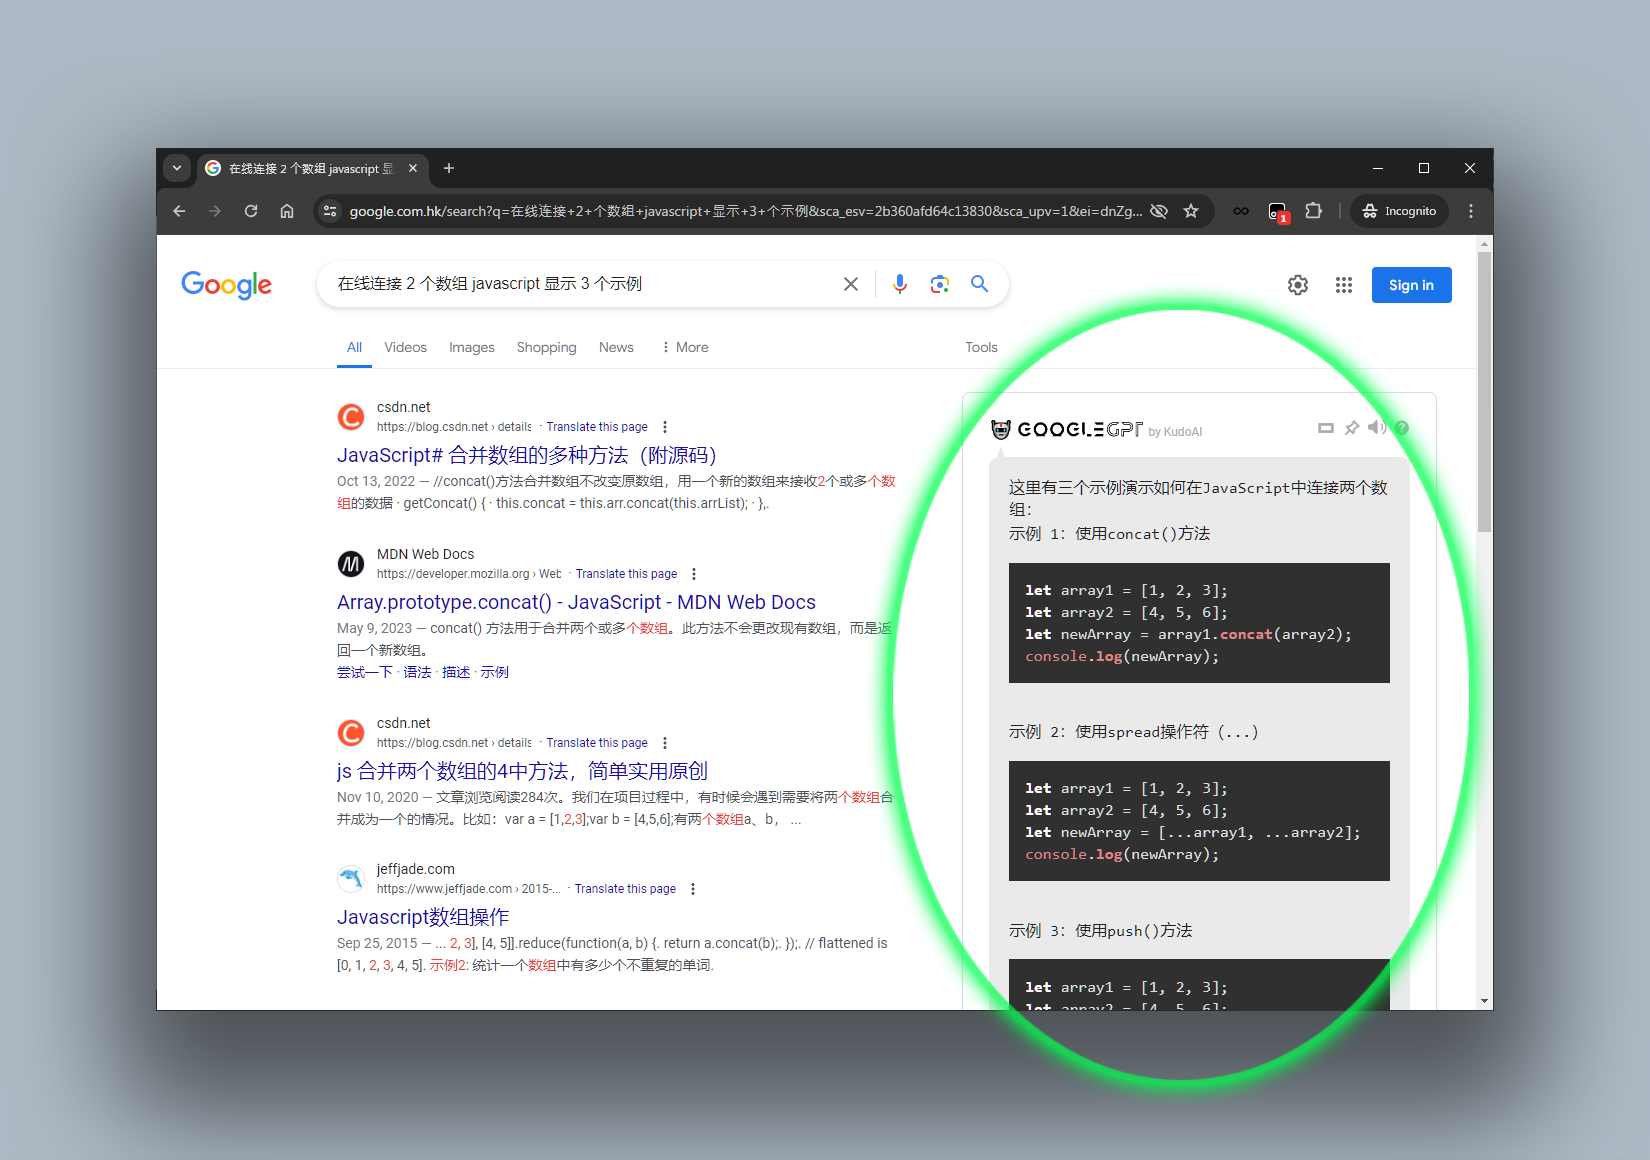 在线连接 2 个数组 javascript 显
google.com.hk/search?q=在线连接+2+个数组+javascript+显示+3+个示例&sca_esv=2b360afd64c13830&sca_upv=1&ei=dnZg...
1
Incognito
Google
在线连接 2 个数组 javascript 显示 3 个示例
Sign in
All Videos Images Shopping News More Tools
csdn.net
https://blog.csdn.net › details · Translate this page
JavaScript# 合并数组的多种方法（附源码）
Oct 13, 2022 — //concat()方法合并数组不改变原数组，用一个新的数组来接收2个或多个数
组的数据 · getConcat() { · this.concat = this.arr.concat(this.arrList); · },.
MDN Web Docs
https://developer.mozilla.org › Web · Translate this page
Array.prototype.concat() - JavaScript - MDN Web Docs
May 9, 2023 — concat() 方法用于合并两个或多个数组。此方法不会更改现有数组，而是返
回一个新数组。
尝试一下 · 语法 · 描述 · 示例
csdn.net
https://blog.csdn.net › details · Translate this page
js 合并两个数组的4中方法，简单实用原创
Nov 10, 2020 — 文章浏览阅读284次。我们在项目过程中，有时候会遇到需要将两个数组合
并成为一个的情况。比如：var a = [1,2,3];var b = [4,5,6];有两个数组a、b， ...
jeffjade.com
https://www.jeffjade.com › 2015-... · Translate this page
Javascript数组操作
Sep 25, 2015 — ... 2, 3], [4, 5]].reduce(function(a, b) {. return a.concat(b);. });. // flattened is
[0, 1, 2, 3, 4, 5]. 示例2: 统计一个数组中有多少个不重复的单词.
GOOGLEGPT by KudoAI
这里有三个示例演示如何在JavaScript中连接两个数
组：
示例 1：使用concat()方法
let array1 = [1, 2, 3];
let array2 = [4, 5, 6];
let newArray = array1.concat(array2);
console.log(newArray);
示例 2：使用spread操作符（...）
let array1 = [1, 2, 3];
let array2 = [4, 5, 6];
let newArray = [...array1, ...array2];
console.log(newArray);
示例 3：使用push()方法
let array1 = [1, 2, 3];
let array2 = [4, 5, 6];